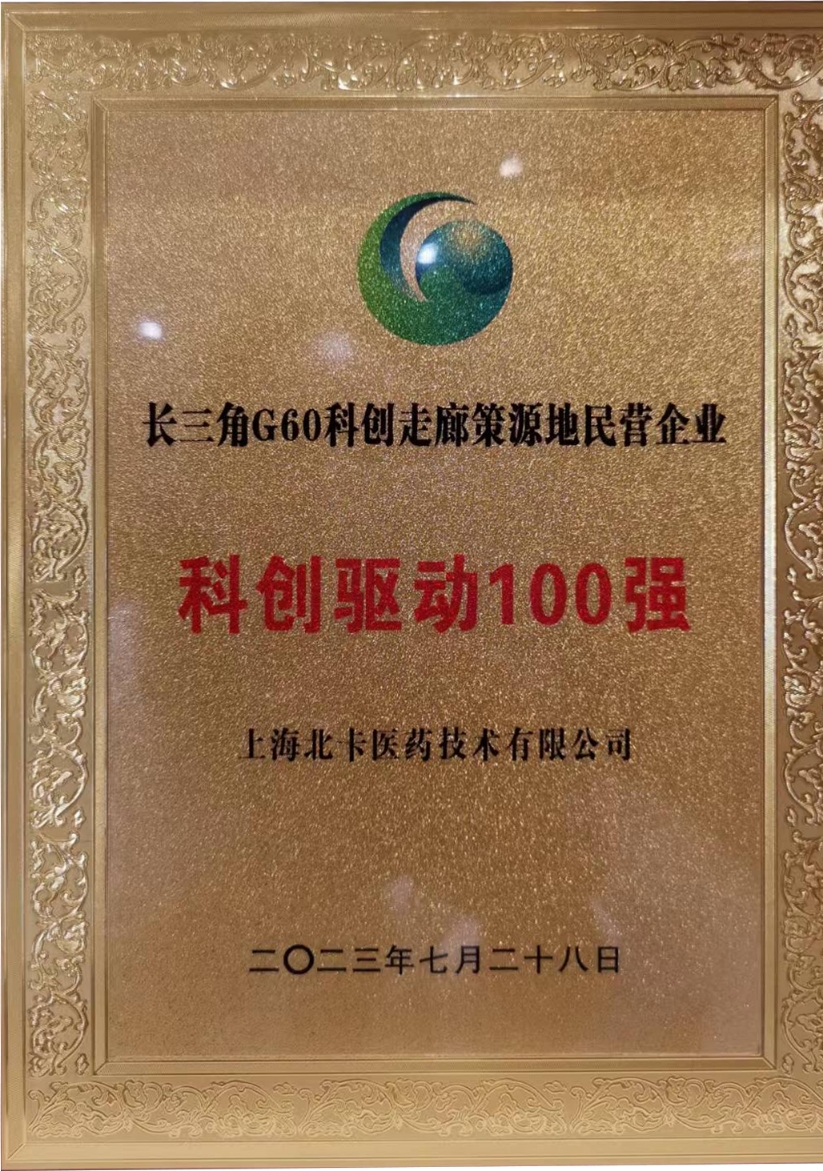 长三角G60科创走廊策源地民营企业
科创驱动100强
上海北卡医药技术有限公司
二〇二三年七月二十八日